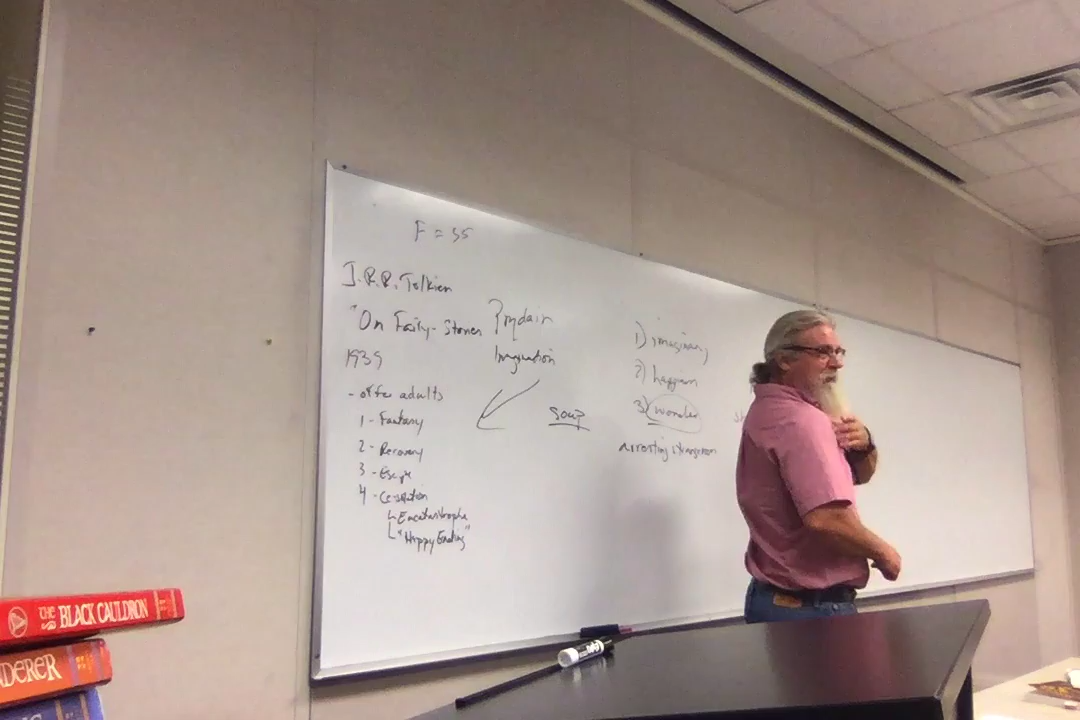 F = 35
J.R.R. Tolkien
"On Fairy-Stories
1939
- offer adults
1 - Fantasy
2 - Recovery
3 - Escape
4 - Consolation
Eucatastrophe
"Happy Ending"
Prydain
Imagination
soup
1) imaginary
2)
3) wonder
arresting strangeness
THE BLACK CAULDRON
DERER